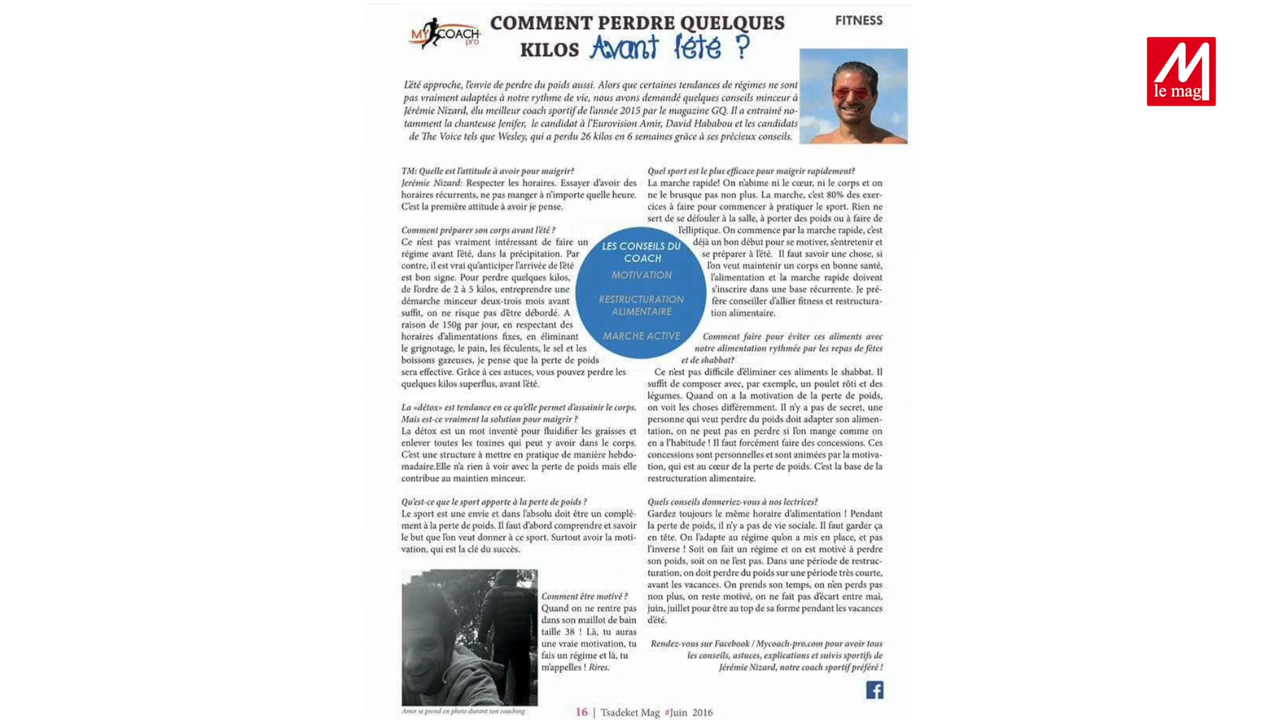 MYCOACH
pro
COMMENT PERDRE QUELQUES
KILOS Avant l'été ?
FITNESS
M
le mag
L'été approche, l'envie de perdre du poids aussi. Alors que certaines tendances de régimes ne sont
pas vraiment adaptées à notre rythme de vie, nous avons demandé quelques conseils minceur à
Jérémie Nizard, élu meilleur coach sportif de l'année 2015 par le magazine GQ. Il a entrainé no-
tamment la chanteuse Jenifer, le candidat à l'Eurovision Amir, David Hababou et les candidats
de The Voice tels que Wesley, qui a perdu 26 kilos en 6 semaines grâce à ses précieux conseils.
TM: Quelle est l'attitude à avoir pour maigrir?
Jerémie Nizard: Respecter les horaires. Essayer d'avoir des
horaires récurrents, ne pas manger à n'importe quelle heure.
C'est la première attitude à avoir je pense.
Comment préparer son corps avant l'été ?
Ce n'est pas vraiment intéressant de faire un
régime avant l'été, dans la précipitation. Par
contre, il est vrai qu'anticiper l'arrivée de l'été
est bon signe. Pour perdre quelques kilos,
de l'ordre de 2 à 5 kilos, entreprendre une
démarche minceur deux-trois mois avant
suffit, on ne risque pas d'être débordé. A
raison de 150g par jour, en respectant des
horaires d'alimentations fixes, en éliminant
le grignotage, le pain, les féculents, le sel et les
boissons gazeuses, je pense que la perte de poids
sera effective. Grâce à ces astuces, vous pouvez perdre les
quelques kilos superflus, avant l'été.
La «détox» est tendance en ce qu'elle permet d'assainir le corps.
Mais est-ce vraiment la solution pour maigrir ?
La détox est un mot inventé pour fluidifier les graisses et
enlever toutes les toxines qui peut y avoir dans le corps.
C'est une structure à mettre en pratique de manière hebdo-
madaire.Elle n'a rien à voir avec la perte de poids mais elle
contribue au maintien minceur.
Qu'est-ce que le sport apporte à la perte de poids ?
Le sport est une envie et dans l'absolu doit être un complé-
ment à la perte de poids. Il faut d'abord comprendre et savoir
le but que l'on veut donner à ce sport. Surtout avoir la moti-
vation, qui est la clé du succès.
Comment être motivé ?
Quand on ne rentre pas
dans son maillot de bain
taille 38 ! Là, tu auras
une vraie motivation, tu
fais un régime et là, tu
m'appelles ! Rires.
Amir se prend en photo durant son coaching
LES CONSEILS DU
COACH
MOTIVATION
RESTRUCTURATION
ALIMENTAIRE
MARCHE ACTIVE
Quel sport est le plus efficace pour maigrir rapidement?
La marche rapide! On n'abime ni le cœur, ni le corps et on
ne le brusque pas non plus. La marche, c'est 80% des exer-
cices à faire pour commencer à pratiquer le sport. Rien ne
sert de se défouler à la salle, à porter des poids ou à faire de
l'elliptique. On commence par la marche rapide, c'est
déjà un bon début pour se motiver, s'entretenir et
se préparer à l'été. Il faut savoir une chose, si
l'on veut maintenir un corps en bonne santé,
l'alimentation et la marche rapide doivent
s'inscrire dans une base récurrente. Je pré-
fère conseiller d'allier fitness et restructura-
tion alimentaire.
Comment faire pour éviter ces aliments avec
notre alimentation rythmée par les repas de fêtes
et de shabbat?
Ce n'est pas difficile d'éliminer ces aliments le shabbat. Il
suffit de composer avec, par exemple, un poulet rôti et des
légumes. Quand on a la motivation de la perte de poids,
on voit les choses différemment. Il n'y a pas de secret, une
personne qui veut perdre du poids doit adapter son alimen-
tation, on ne peut pas en perdre si l'on mange comme on
en a l'habitude ! Il faut forcément faire des concessions. Ces
concessions sont personnelles et sont animées par la motiva-
tion, qui est au cœur de la perte de poids. C'est la base de la
restructuration alimentaire.
Quels conseils donneriez-vous à nos lectrices?
Gardez toujours le même horaire d'alimentation ! Pendant
la perte de poids, il n'y a pas de vie sociale. Il faut garder ça
en tête. On l'adapte au régime qu'on a mis en place, et pas
l'inverse ! Soit on fait un régime et on est motivé à perdre
son poids, soit on ne l'est pas. Dans une période de restruc-
turation, on doit perdre du poids sur une période très courte,
avant les vacances. On prends son temps, on n'en perds pas
non plus, on reste motivé, on ne fait pas d'écart entre mai,
juin, juillet pour être au top de sa forme pendant les vacances
d'été.
Rendez-vous sur Facebook / Mycoach-pro.com pour avoir tous
les conseils, astuces, explications et suivis sportifs de
Jérémie Nizard, notre coach sportif préféré !
f
16 | Tsadeket Mag #Juin 2016